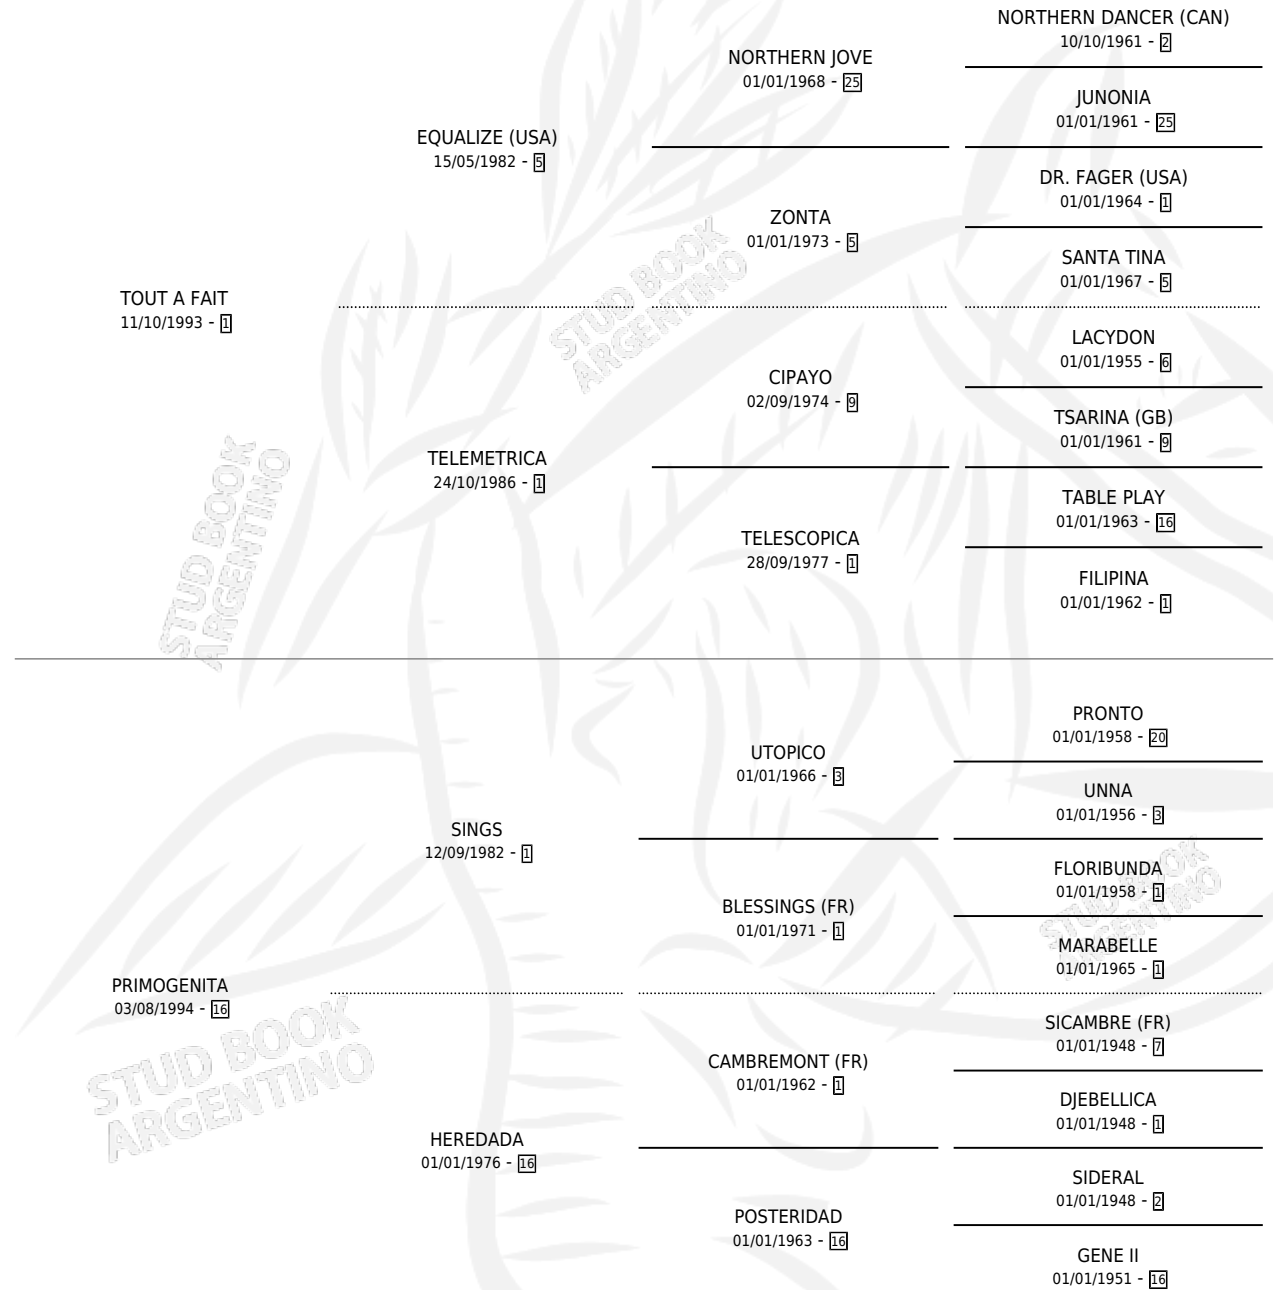 NORTHERN DANCER (CAN)
10/10/1961 - 2
NORTHERN JOVE
01/01/1968 - 25
JUNONIA
01/01/1961 - 25
EQUALIZE (USA)
15/05/1982 - 5
DR. FAGER (USA)
01/01/1964 - 1
ZONTA
01/01/1973 - 5
SANTA TINA
01/01/1967 - 5
TOUT A FAIT
11/10/1993 - 1
LACYDON
01/01/1955 - 6
CIPAYO
02/09/1974 - 9
TSARINA (GB)
01/01/1961 - 9
TELEMETRICA
24/10/1986 - 1
TABLE PLAY
01/01/1963 - 16
TELESCOPICA
28/09/1977 - 1
FILIPINA
01/01/1962 - 1
PRONTO
01/01/1958 - 20
UTOPICO
01/01/1966 - 3
UNNA
01/01/1956 - 3
SINGS
12/09/1982 - 1
FLORIBUNDA
01/01/1958 - 1
BLESSINGS (FR)
01/01/1971 - 1
MARABELLE
01/01/1965 - 1
PRIMOGENITA
03/08/1994 - 16
SICAMBRE (FR)
01/01/1948 - 7
CAMBREMONT (FR)
01/01/1962 - 1
DJEBELLICA
01/01/1948 - 1
HEREDADA
01/01/1976 - 16
SIDERAL
01/01/1948 - 2
POSTERIDAD
01/01/1963 - 16
GENE II
01/01/1951 - 16
STUD BOOK
ARGENTINO
STUD BOOK
ARGENTINO
STUD BOOK
ARGENTINO
STUD BOOK
ARGENTINO